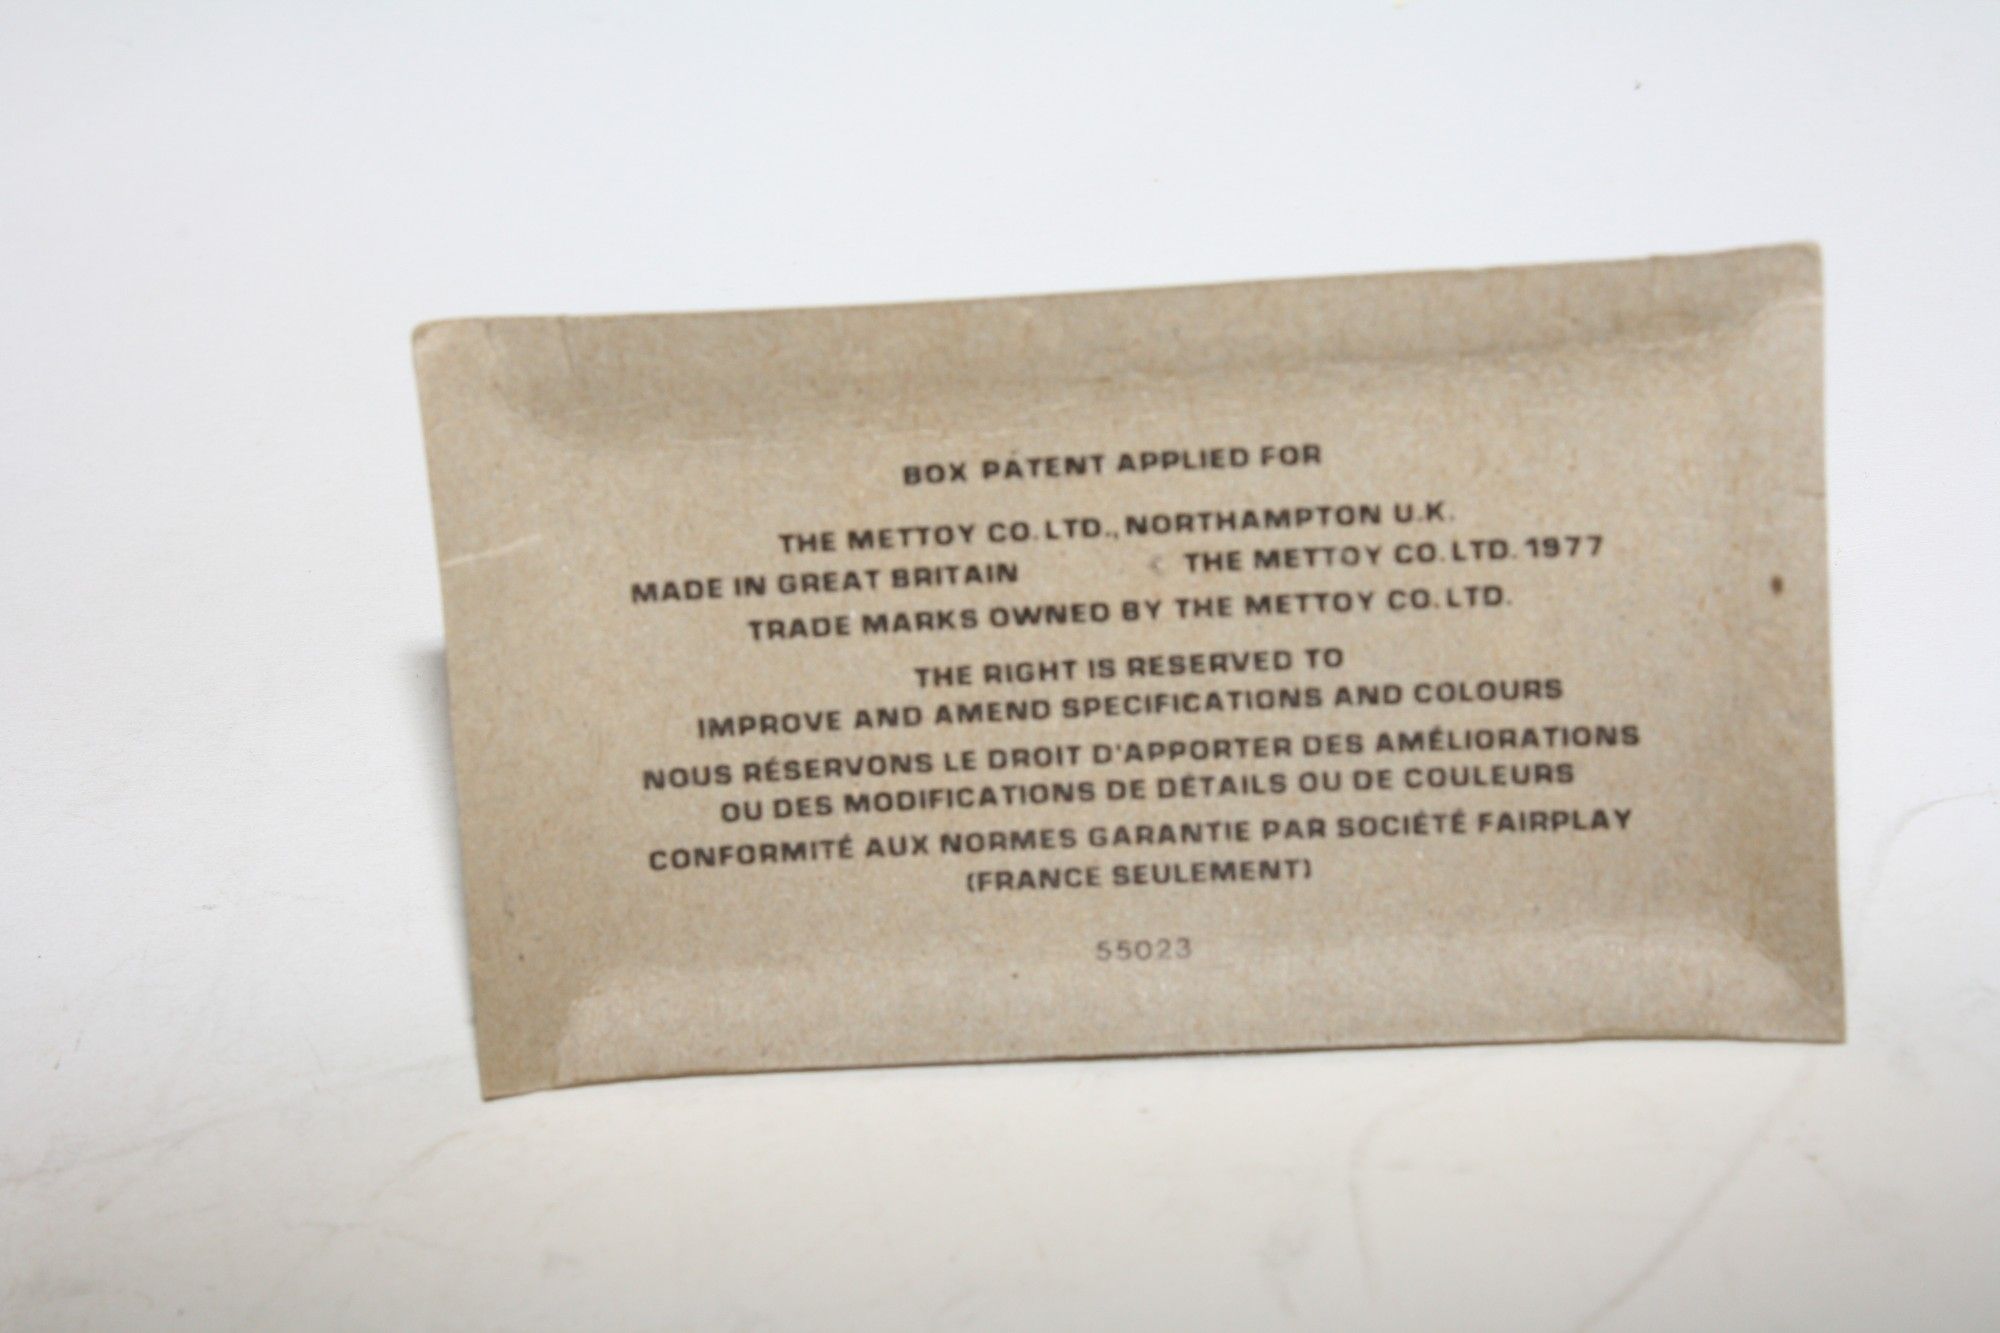 BOX PATENT APPLIED FOR
THE METTOY CO. LTD., NORTHAMPTON U.K.
MADE IN GREAT BRITAIN © THE METTOY CO. LTD. 1977
TRADE MARKS OWNED BY THE METTOY CO. LTD.
THE RIGHT IS RESERVED TO
IMPROVE AND AMEND SPECIFICATIONS AND COLOURS
NOUS RÉSERVONS LE DROIT D'APPORTER DES AMÉLIORATIONS
OU DES MODIFICATIONS DE DÉTAILS OU DE COULEURS
CONFORMITÉ AUX NORMES GARANTIE PAR SOCIÉTÉ FAIRPLAY
(FRANCE SEULEMENT)
55023